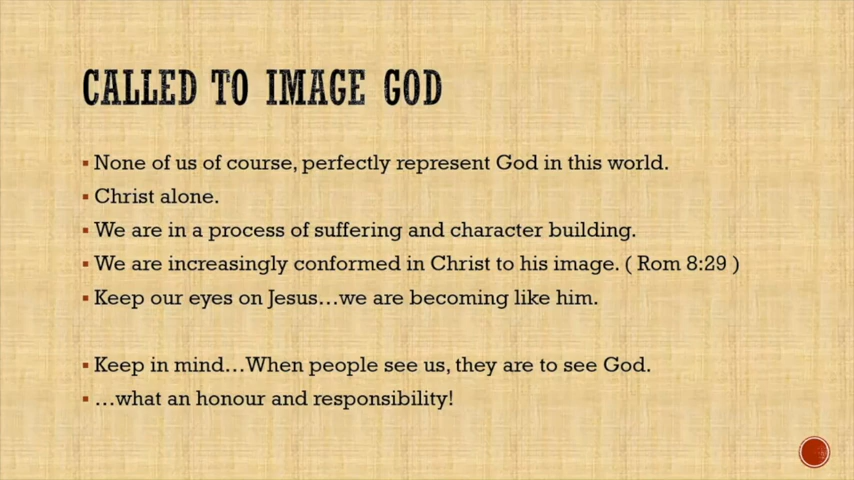 CALLED TO IMAGE GOD
▪ None of us of course, perfectly represent God in this world.
▪ Christ alone.
▪ We are in a process of suffering and character building.
▪ We are increasingly conformed in Christ to his image. ( Rom 8:29 )
▪ Keep our eyes on Jesus…we are becoming like him.
▪ Keep in mind…When people see us, they are to see God.
▪ …what an honour and responsibility!